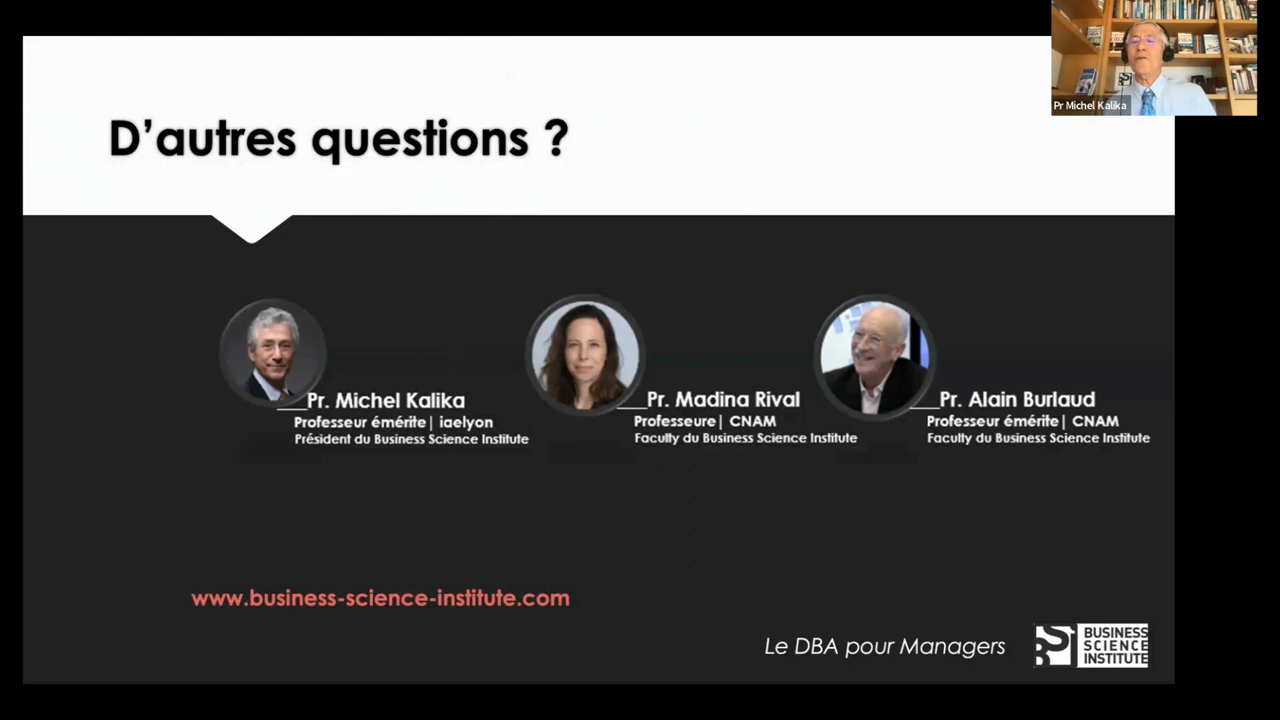 Pr Michel Kalika
D’autres questions ?
Pr. Michel Kalika
Professeur émérite| iaelyon
Président du Business Science Institute
Pr. Madina Rival
Professeure| CNAM
Faculty du Business Science Institute
Pr. Alain Burlaud
Professeur émérite| CNAM
Faculty du Business Science Institute
www.business-science-institute.com
Le DBA pour Managers
BUSINESS
SCIENCE
INSTITUTE